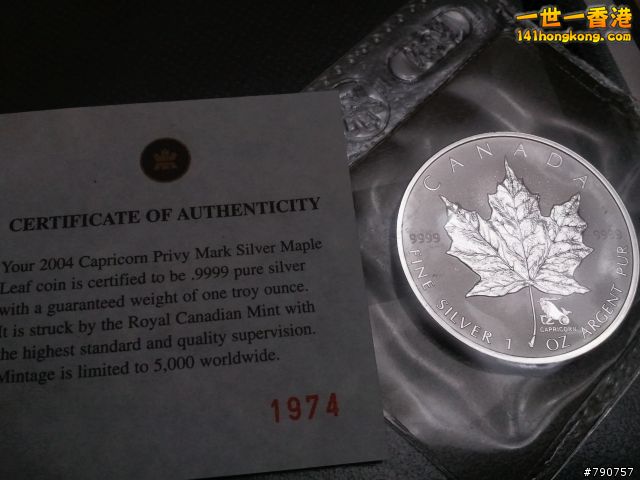 一世一香港
141hongkong.com
CERTIFICATE OF AUTHENTICITY
Your 2004 Capricorn Privy Mark Silver Maple
Leaf coin is certified to be .9999 pure silver
with a guaranteed weight of one troy ounce.
It is struck by the Royal Canadian Mint with
the highest standard and quality supervision.
Mintage is limited to 5,000 worldwide.
1974
CANADA
9999 9999
CAPRICORN
FINE SILVER 1 OZ ARGENT PUR
#790757